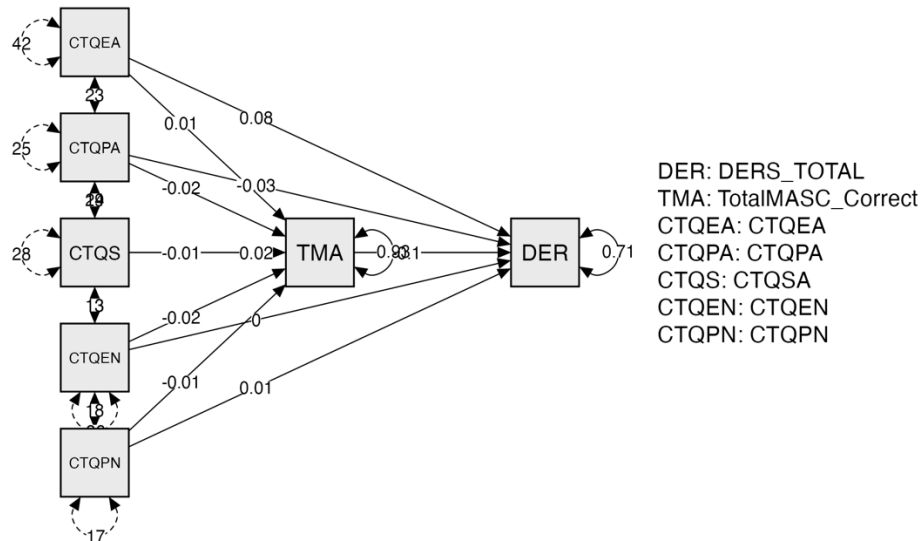 CTQEA
42
23
0.01
0.08
CTQPA
25
-0.02
-0.03
DER: DERS_TOTAL
TMA: TotalMASC_Correct
CTQEA: CTQEA
CTQPA: CTQPA
CTQS: CTQSA
CTQEN: CTQEN
CTQPN: CTQPN
CTQS
28
-0.01
0.02
TMA
DER
0.71
13
-0.02
0
CTQEN
18
-0.01
0.01
CTQPN
17